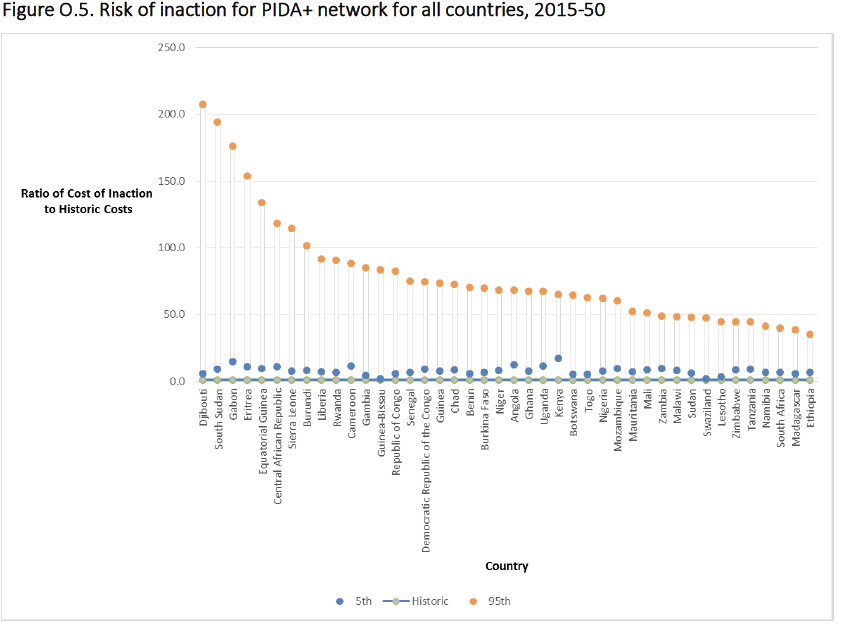 Figure O.5. Risk of inaction for PIDA+ network for all countries, 2015-50
250.0
200.0
150.0
100.0
50.0
0.0
Ratio of Cost of Inaction
to Historic Costs
Djibouti
South Sudan
Gabon
Eritrea
Equatorial Guinea
Central African Republic
Sierra Leone
Burundi
Liberia
Rwanda
Cameroon
Gambia
Guinea-Bissau
Republic of Congo
Senegal
Democratic Republic of the Congo
Guinea
Chad
Benin
Burkina Faso
Niger
Angola
Ghana
Uganda
Kenya
Botswana
Togo
Nigeria
Mozambique
Mauritania
Mali
Zambia
Malawi
Sudan
Swaziland
Lesotho
Zimbabwe
Tanzania
Namibia
South Africa
Madagascar
Ethiopia
Country
5th
Historic
95th